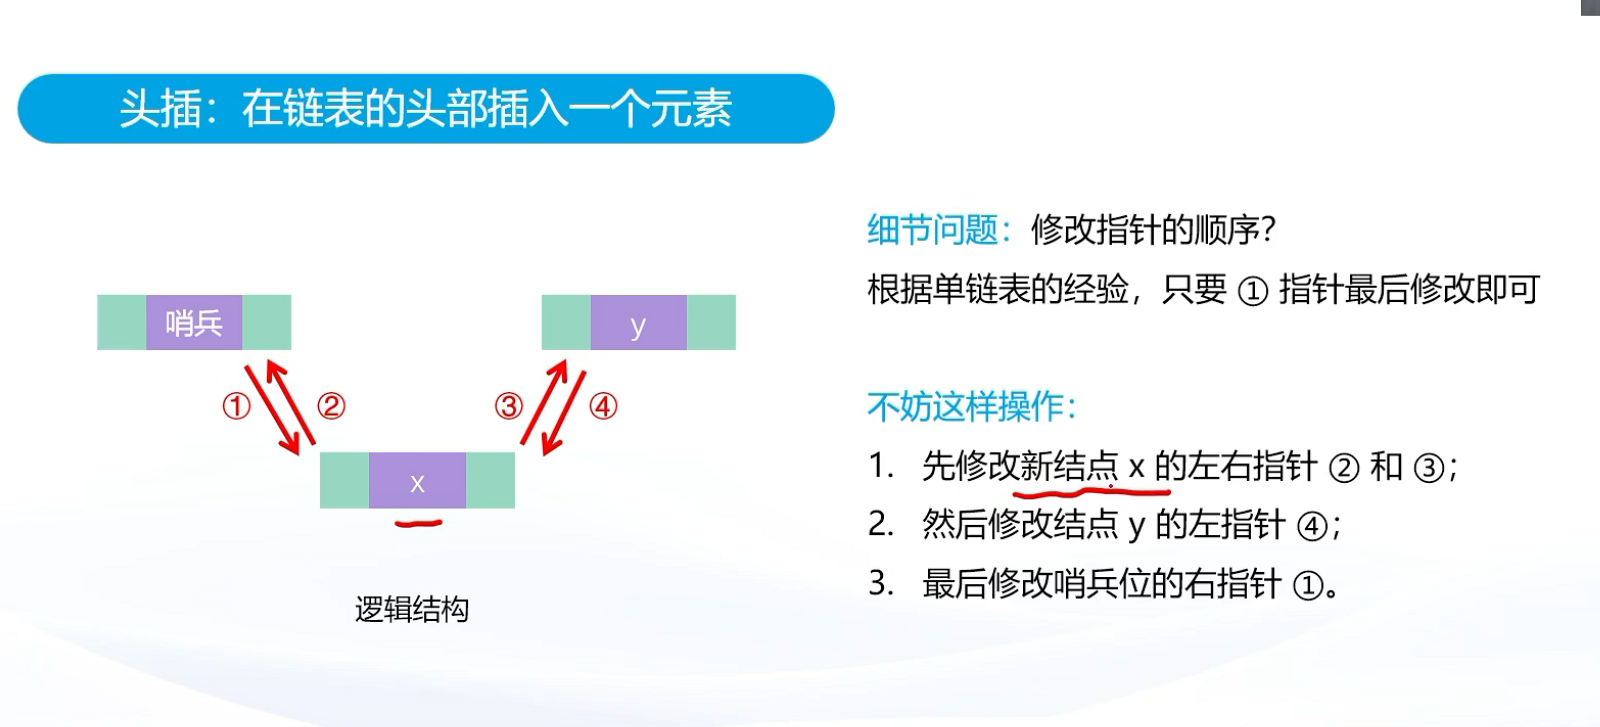 头插：在链表的头部插入一个元素
细节问题：修改指针的顺序？
根据单链表的经验，只要 ① 指针最后修改即可
哨兵
y
①
②
③
④
x
逻辑结构
不妨这样操作：
1. 先修改新结点 x 的左右指针 ② 和 ③；
2. 然后修改结点 y 的左指针 ④；
3. 最后修改哨兵位的右指针 ①。